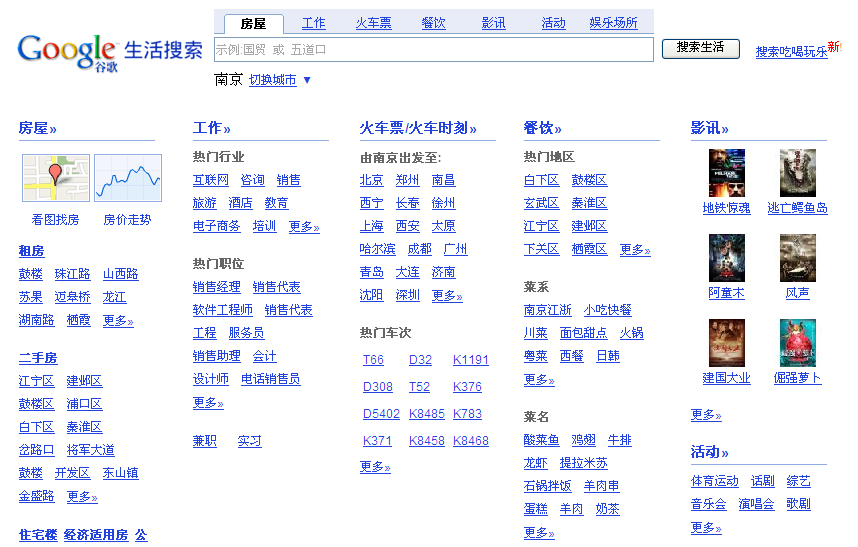 房屋 工作 火车票 餐饮 影讯 活动 娱乐场所
Google 谷歌 生活搜索
示例:国贸 或 五道口 搜索生活 搜索吃喝玩乐新!
南京 切换城市 ▼
房屋»
看图找房 房价走势
租房
鼓楼 珠江路 山西路
苏果 迈皋桥 龙江
湖南路 栖霞 更多»
二手房
江宁区 建邺区
鼓楼区 浦口区
白下区 秦淮区
岔路口 将军大道
鼓楼 开发区 东山镇
金盛路 更多»
住宅楼 经济适用房 公
工作»
热门行业
互联网 咨询 销售
旅游 酒店 教育
电子商务 培训 更多»
热门职位
销售经理 销售代表
软件工程师 销售代表
工程 服务员
销售助理 会计
设计师 电话销售员
更多»
兼职 实习
火车票/火车时刻»
由南京出发至:
北京 郑州 南昌
西宁 长春 徐州
上海 西安 太原
哈尔滨 成都 广州
青岛 大连 济南
沈阳 深圳 更多»
热门车次
T66 D32 K1191
D308 T52 K376
D5402 K8485 K783
K371 K8458 K8468
更多»
餐饮»
热门地区
白下区 鼓楼区
玄武区 秦淮区
江宁区 建邺区
下关区 栖霞区 更多»
菜系
南京江浙 小吃快餐
川菜 面包甜点 火锅
粤菜 西餐 日韩
更多»
菜名
酸菜鱼 鸡翅 牛排
龙虾 提拉米苏
石锅拌饭 羊肉串
蛋糕 羊肉 奶茶
更多»
影讯»
地铁惊魂 逃亡鳄鱼岛
阿童木 风声
建国大业 倔强萝卜
更多»
活动»
体育运动 话剧 综艺
音乐会 演唱会 歌剧
更多»